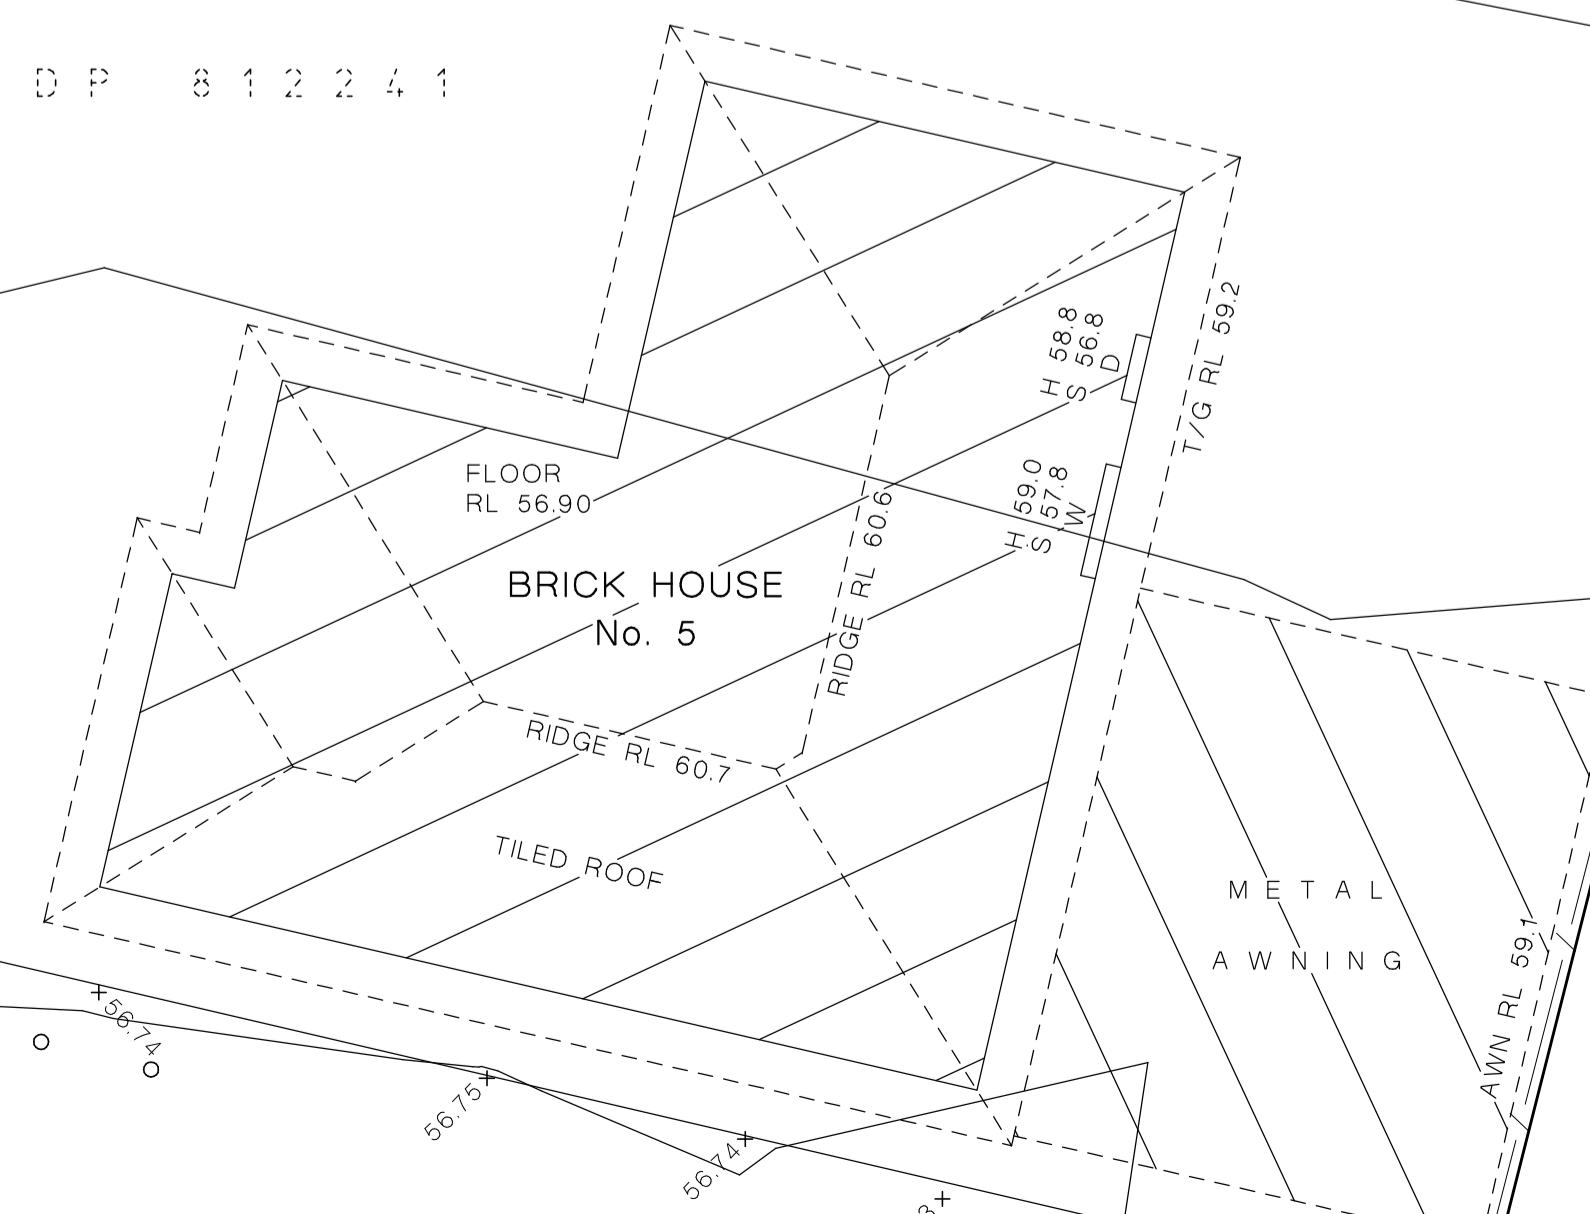 DP 812241
H 58.8
S 56.8
D
T/G RL 59.2
FLOOR
RL 56.90
H 59.0
S 57.8
W
RIDGE RL 60.6
BRICK HOUSE
No. 5
RIDGE RL 60.7
TILED ROOF
METAL
AWNING
AWN RL 59.1
56.74
56.75
56.74